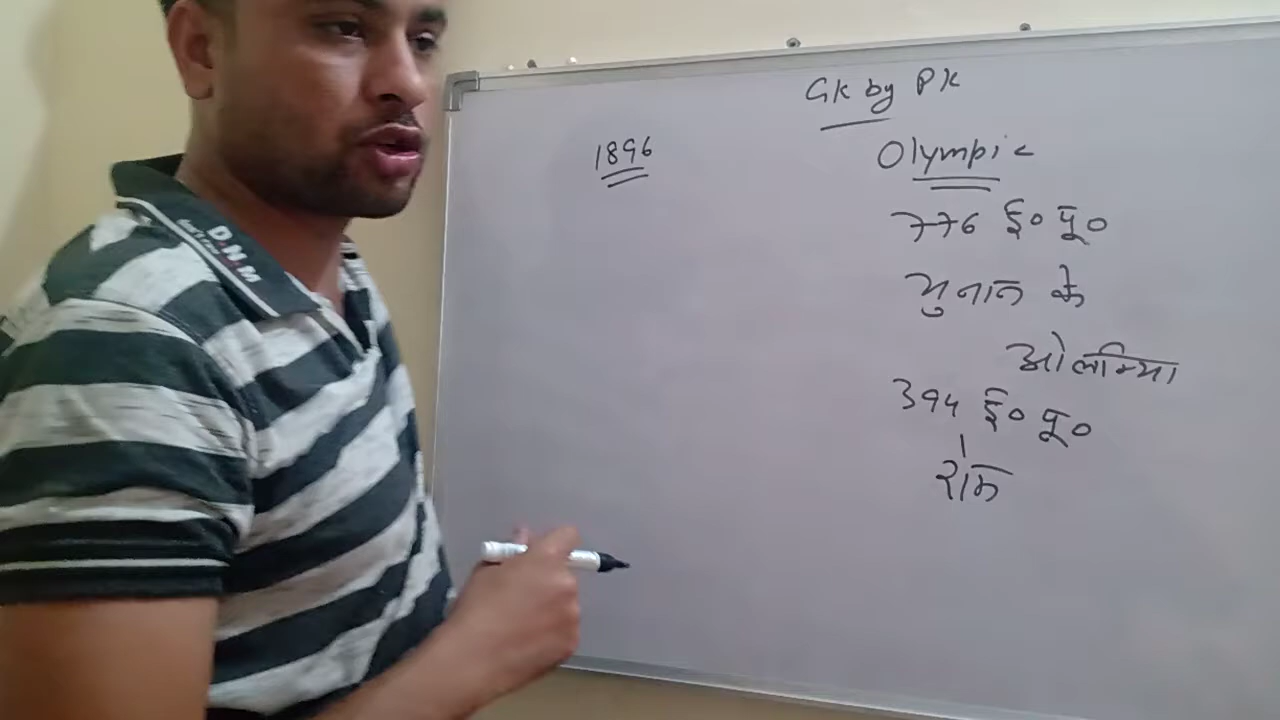 GK by PK
1896
Olympic
776 ई० पू०
युनान के
ओलम्पिया
394 ई० पू०
रोम
D.N.M